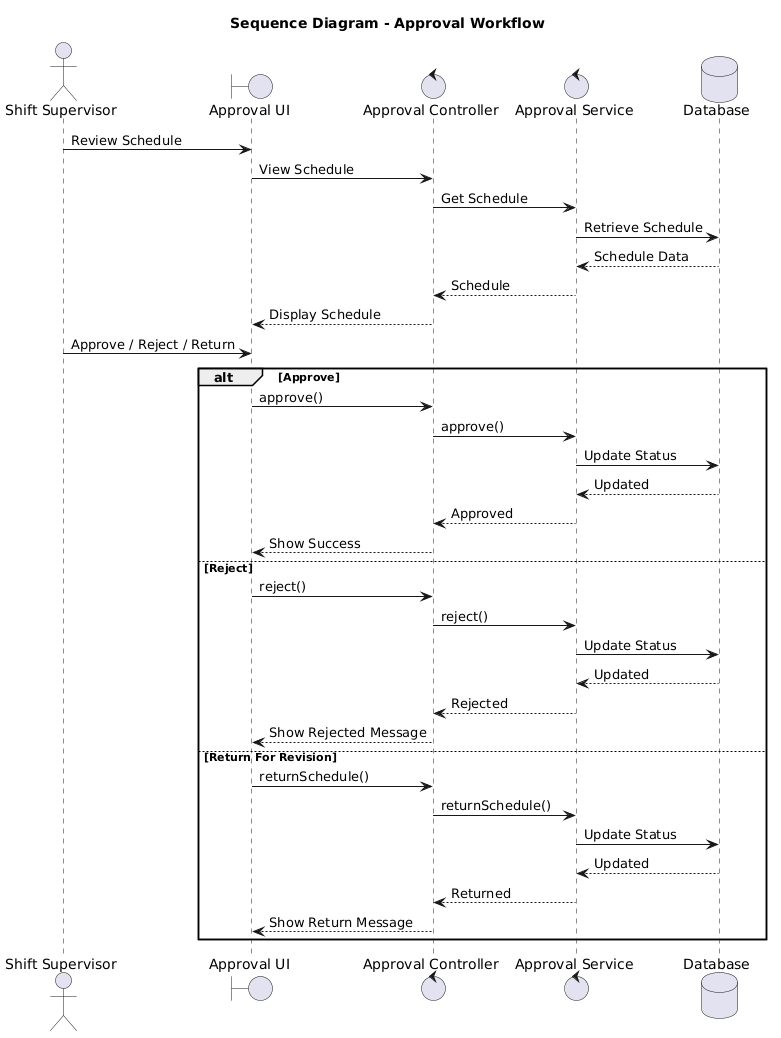 Sequence Diagram - Approval Workflow
Shift Supervisor
Approval UI
Approval Controller
Approval Service
Database
Review Schedule
View Schedule
Get Schedule
Retrieve Schedule
Schedule Data
Schedule
Display Schedule
Approve / Reject / Return
alt
[Approve]
approve()
approve()
Update Status
Updated
Approved
Show Success
[Reject]
reject()
reject()
Update Status
Updated
Rejected
Show Rejected Message
[Return For Revision]
returnSchedule()
returnSchedule()
Update Status
Updated
Returned
Show Return Message
Shift Supervisor
Approval UI
Approval Controller
Approval Service
Database